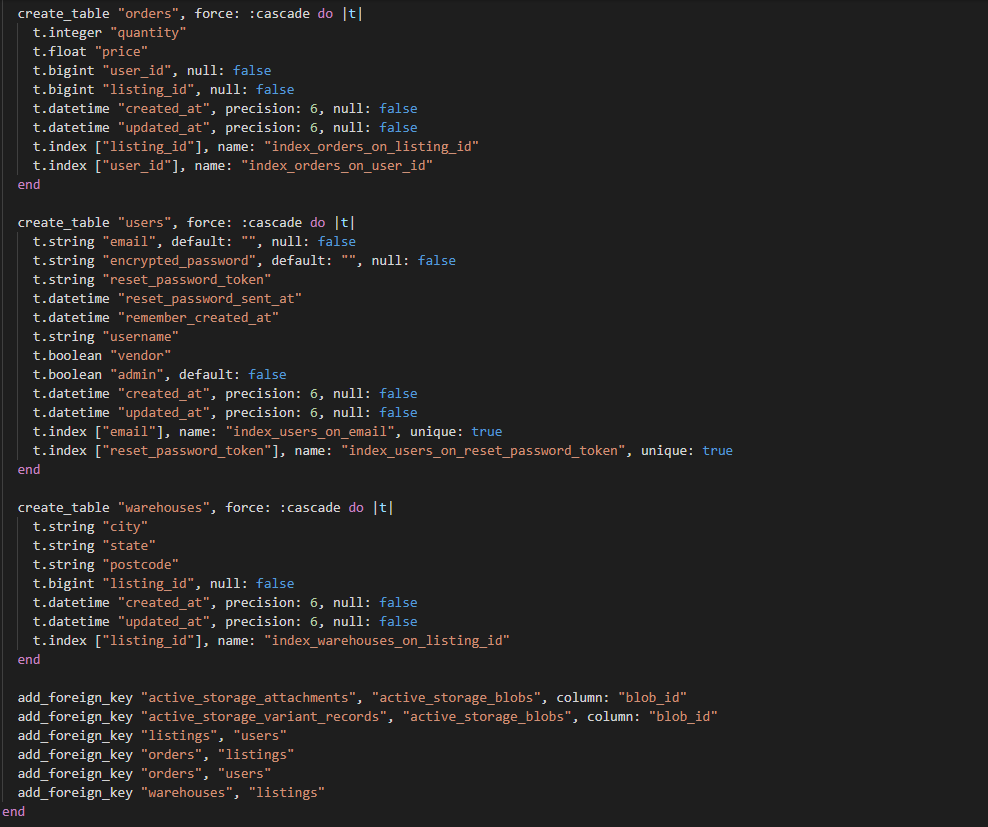 create_table "orders", force: :cascade do |t|
t.integer "quantity"
t.float "price"
t.bigint "user_id", null: false
t.bigint "listing_id", null: false
t.datetime "created_at", precision: 6, null: false
t.datetime "updated_at", precision: 6, null: false
t.index ["listing_id"], name: "index_orders_on_listing_id"
t.index ["user_id"], name: "index_orders_on_user_id"
end

create_table "users", force: :cascade do |t|
t.string "email", default: "", null: false
t.string "encrypted_password", default: "", null: false
t.string "reset_password_token"
t.datetime "reset_password_sent_at"
t.datetime "remember_created_at"
t.string "username"
t.boolean "vendor"
t.boolean "admin", default: false
t.datetime "created_at", precision: 6, null: false
t.datetime "updated_at", precision: 6, null: false
t.index ["email"], name: "index_users_on_email", unique: true
t.index ["reset_password_token"], name: "index_users_on_reset_password_token", unique: true
end

create_table "warehouses", force: :cascade do |t|
t.string "city"
t.string "state"
t.string "postcode"
t.bigint "listing_id", null: false
t.datetime "created_at", precision: 6, null: false
t.datetime "updated_at", precision: 6, null: false
t.index ["listing_id"], name: "index_warehouses_on_listing_id"
end

add_foreign_key "active_storage_attachments", "active_storage_blobs", column: "blob_id"
add_foreign_key "active_storage_variant_records", "active_storage_blobs", column: "blob_id"
add_foreign_key "listings", "users"
add_foreign_key "orders", "listings"
add_foreign_key "orders", "users"
add_foreign_key "warehouses", "listings"
end